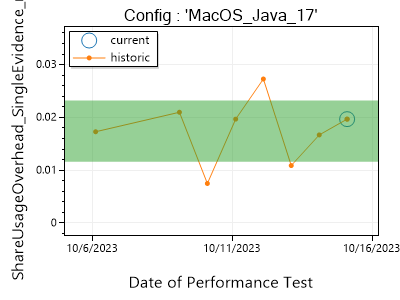 Config : 'MacOS_Java_17'
current
historic
ShareUsageOverhead_SingleEvidence_
0.03
0.02
0.01
0
10/6/2023
10/11/2023
10/16/2023
Date of Performance Test